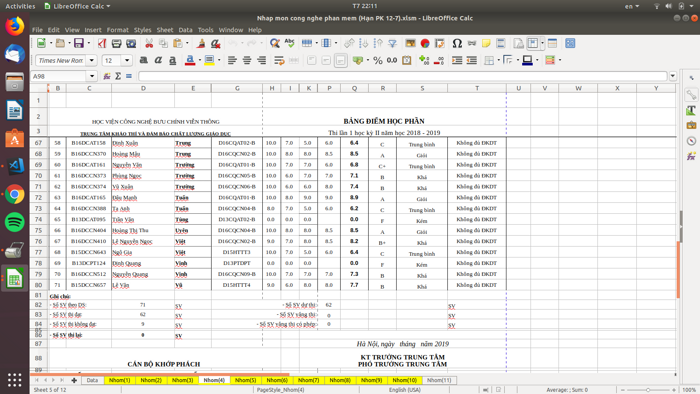 Activities LibreOffice Calc T7 22:11 en
Nhap mon cong nghe phan mem (Hạn PK 12-7).xlsm - LibreOffice Calc
File Edit View Insert Format Styles Sheet Data Tools Window Help
Times New Rom 12
A98
B C D E G H I K P Q R S T U V W X Y
1
2 HỌC VIỆN CÔNG NGHỆ BƯU CHÍNH VIỄN THÔNG BẢNG ĐIỂM HỌC PHẦN
3 TRUNG TÂM KHẢO THÍ VÀ ĐẢM BẢO CHẤT LƯỢNG GIÁO DỤC Thi lần 1 học kỳ II năm học 2018 - 2019
67 58 B16DCAT158 Đinh Xuân Trung D16CQAT02-B 10.0 7.0 5.0 6.0 6.4 C Trung bình Không đủ ĐKDT
68 59 B16DCCN370 Hoàng Mậu Trung D16CQCN02-B 10.0 8.0 8.0 8.5 8.5 A Giỏi Không đủ ĐKDT
69 60 B16DCAT161 Nguyễn Văn Trường D16CQAT01-B 10.0 7.0 7.0 6.0 6.8 C+ Trung bình Không đủ ĐKDT
70 61 B16DCCN373 Phùng Ngọc Trường D16CQCN05-B 10.0 6.0 7.0 7.0 7.1 B Khá Không đủ ĐKDT
71 62 B16DCCN374 Vũ Xuân Trường D16CQCN06-B 10.0 6.0 6.0 8.0 7.4 B Khá Không đủ ĐKDT
72 63 B16DCAT165 Đậu Mạnh Tuân D16CQAT01-B 10.0 8.0 9.0 9.0 8.9 A Giỏi Không đủ ĐKDT
73 64 B16DCCN388 Tạ Anh Tuấn D16CQCN04-B 8.0 7.0 5.0 6.0 6.2 C Trung bình Không đủ ĐKDT
74 65 B13DCAT095 Trần Văn Tùng D13CQAT02-B 0.0 0.0 0.0 0.0 F Kém Không đủ ĐKDT
75 66 B16DCCN404 Hoàng Thị Thu Uyên D16CQCN04-B 10.0 8.0 8.0 8.5 8.5 A Giỏi Không đủ ĐKDT
76 67 B16DCCN410 Lê Nguyễn Ngọc Việt D16CQCN02-B 9.0 7.0 8.0 8.5 8.2 B+ Khá Không đủ ĐKDT
77 68 B15DCCN643 Ngô Gia Việt D15HTTT3 10.0 7.0 5.0 6.0 6.4 C Trung bình Không đủ ĐKDT
78 69 B13DCPT124 Đinh Quang Vinh D13PTDPT 0.0 0.0 0.0 0.0 F Kém Không đủ ĐKDT
79 70 B16DCCN512 Nguyễn Quang Vinh D16CQCN09-B 10.0 7.0 7.0 7.0 7.3 B Khá Không đủ ĐKDT
80 71 B15DCCN657 Lê Văn Vũ D15HTTT4 9.0 6.0 8.0 8.0 7.7 B Khá Không đủ ĐKDT
81 Ghi chú:
82 - Số SV theo DS: 71 SV - Số SV dự thi: 62 SV
83 - Số SV thi đạt: 62 SV - Số SV vắng thi: 0 SV
84 - Số SV thi không đạt: 9 SV - Số SV vắng thi có phép: 0 SV
85
86 - Số SV thi lại: 8 SV
87 Hà Nội, ngày tháng năm 2019
88 CÁN BỘ KHỚP PHÁCH KT TRƯỞNG TRUNG TÂM
PHÓ TRƯỞNG TRUNG TÂM
89
Data Nhom(1) Nhom(2) Nhom(3) Nhom(4) Nhom(5) Nhom(6) Nhom(7) Nhom(8) Nhom(9) Nhom(10) Nhom(11)
Sheet 5 of 12 PageStyle_Nhom(4) English (USA) Average: ; Sum: 0 100%